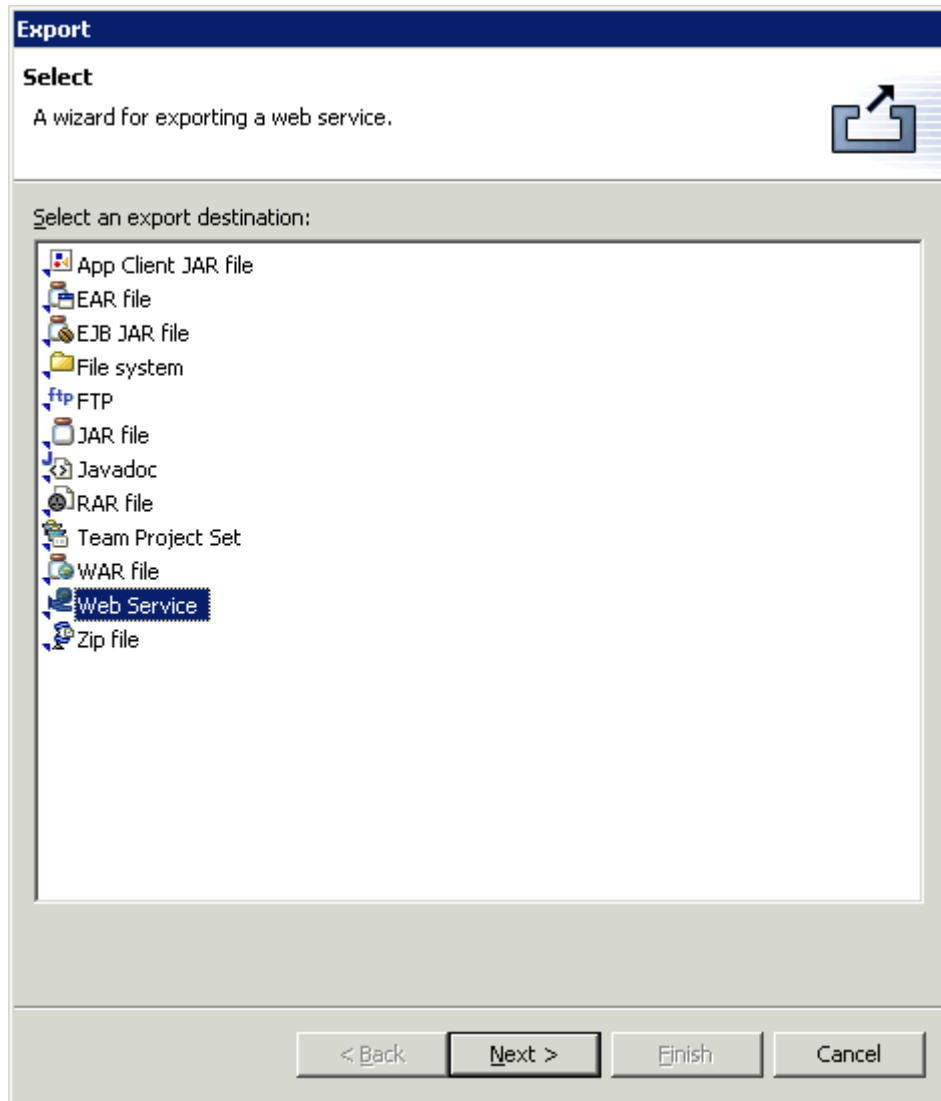 Export
Select
A wizard for exporting a web service.
Select an export destination:
App Client JAR file
EAR file
EJB JAR file
File system
ftp FTP
JAR file
Javadoc
RAR file
Team Project Set
WAR file
Web Service
Zip file
< Back Next > Finish Cancel